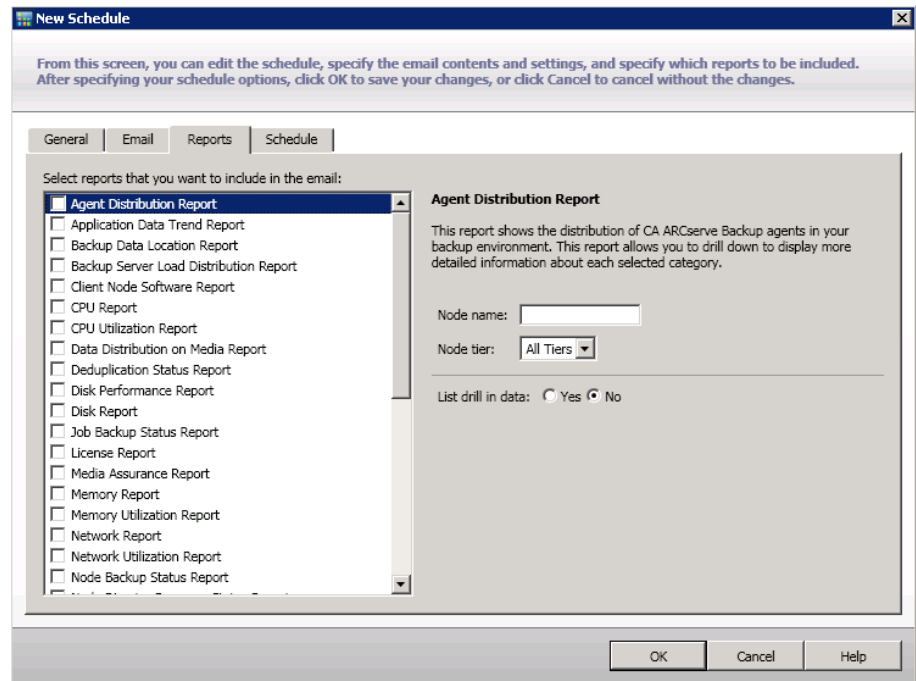 New Schedule
From this screen, you can edit the schedule, specify the email contents and settings, and specify which reports to be included.
After specifying your schedule options, click OK to save your changes, or click Cancel to cancel without the changes.
General
Email
Reports
Schedule
Select reports that you want to include in the email:
Agent Distribution Report
Application Data Trend Report
Backup Data Location Report
Backup Server Load Distribution Report
Client Node Software Report
CPU Report
CPU Utilization Report
Data Distribution on Media Report
Deduplication Status Report
Disk Performance Report
Disk Report
Job Backup Status Report
License Report
Media Assurance Report
Memory Report
Memory Utilization Report
Network Report
Network Utilization Report
Node Backup Status Report
Agent Distribution Report
This report shows the distribution of CA ARCserve Backup agents in your
backup environment. This report allows you to drill down to display more
detailed information about each selected category.
Node name:
Node tier: All Tiers
List drill in data: Yes No
OK
Cancel
Help